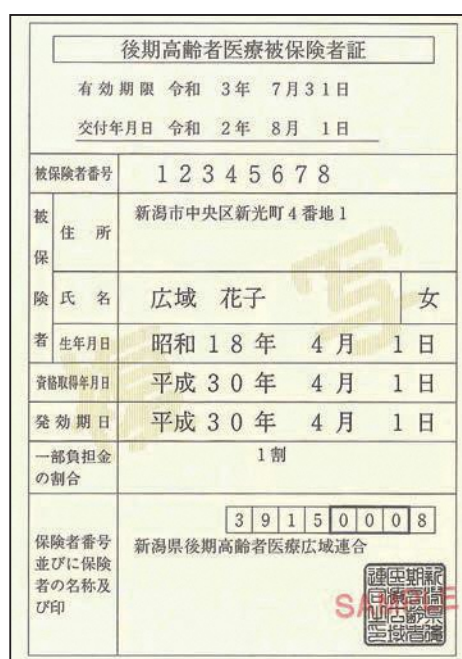 後期高齢者医療被保険者証
有効期限 令和 3年 7月31日
交付年月日 令和 2年 8月 1日
被保険者番号 12345678
被保険者
住所 新潟市中央区新光町4番地1
氏名 広域 花子 女
生年月日 昭和18年 4月 1日
資格取得年月日 平成30年 4月 1日
発効期日 平成30年 4月 1日
一部負担金
の割合
1割
保険者番号
並びに保険
者の名称及
び印
39150008
新潟県後期高齢者医療広域連合
SAMPLE
複写